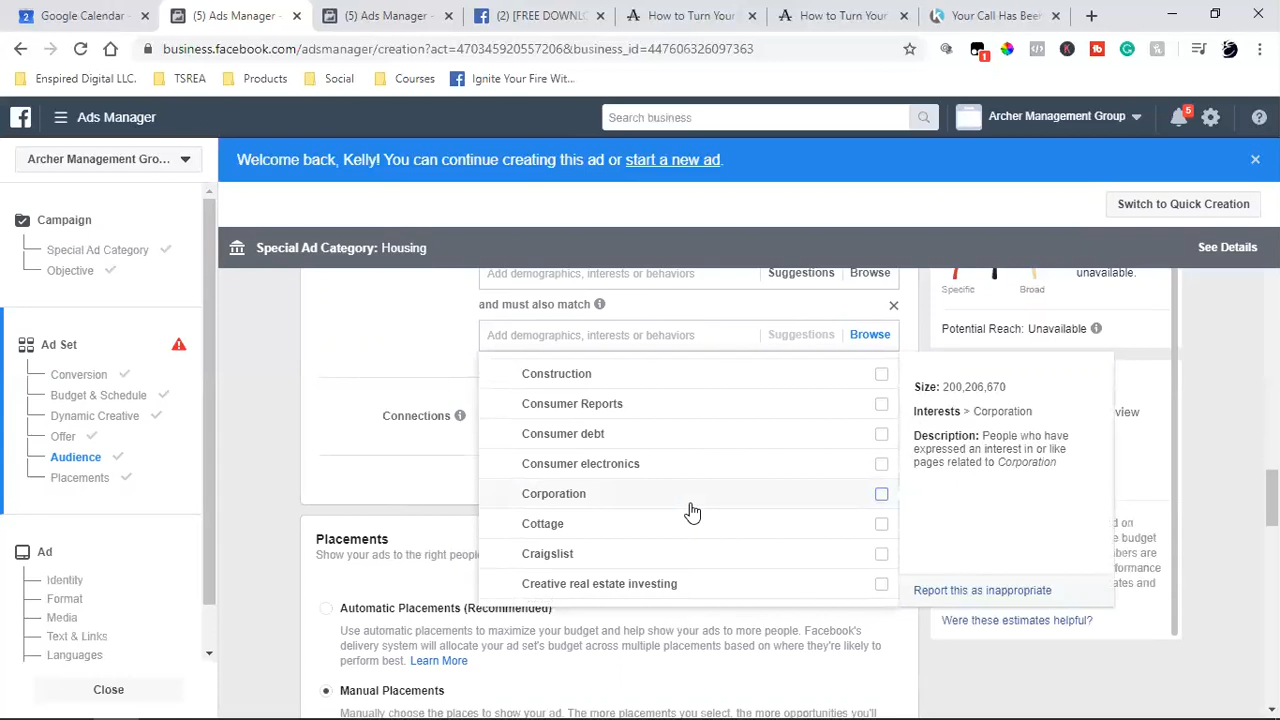 Google Calendar -
(5) Ads Manager
(5) Ads Manager -
(2) [FREE DOWNL
How to Turn Your
How to Turn Your
Your Call Has Beer
business.facebook.com/adsmanager/creation?act=470345920557206&business_id=447606326097363
1
Enspired Digital LLC.
TSREA
Products
Social
Courses
Ignite Your Fire Wit...
Ads Manager
Search business
Archer Management Group
5
Archer Management Gro...
Welcome back, Kelly! You can continue creating this ad or start a new ad.
Switch to Quick Creation
Campaign
Special Ad Category: Housing
See Details
Special Ad Category
Objective
Add demographics, interests or behaviors
Suggestions
Browse
unavailable.
Specific
Broad
and must also match
Potential Reach: Unavailable
Ad Set
Add demographics, interests or behaviors
Suggestions
Browse
Conversion
Budget & Schedule
Dynamic Creative
Offer
Audience
Placements
Connections
Construction
Consumer Reports
Consumer debt
Consumer electronics
Corporation
Cottage
Craigslist
Creative real estate investing
Size: 200,206,670
Interests > Corporation
Description: People who have
expressed an interest in or like
pages related to Corporation
Report this as inappropriate
Were these estimates helpful?
Placements
Show your ads to the right people
Ad
Identity
Format
Media
Text & Links
Languages
Close
Automatic Placements (Recommended)
Use automatic placements to maximize your budget and help show your ads to more people. Facebook's
delivery system will allocate your ad set's budget across multiple placements based on where they're likely to
perform best. Learn More
Manual Placements
Manually choose the places to show your ad. The more placements you select, the more opportunities you'll